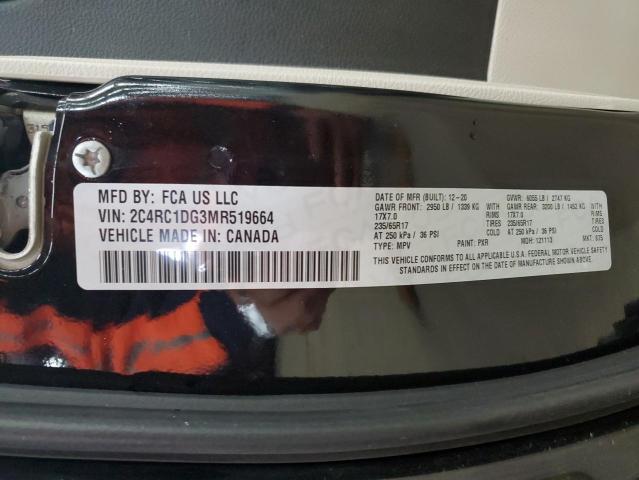 MFD BY: FCA US LLC
VIN: 2C4RC1DG3MR519664
VEHICLE MADE IN: CANADA
DATE OF MFR (BUILT): 12-20 GVWR: 6055 LB / 2747 KG
GAWR FRONT: 2950 LB / 1339 KG GAWR REAR: 3200 LB / 1452 KG
17X7.0 RIMS 17X7.0 RIMS
235/65R17 TIRES 235/65R17 TIRES
AT 250 kPa / 36 PSI COLD AT 250 kPa / 36 PSI COLD
TYPE: MPV PAINT: PXR MDH: 121113 MKT: 675
THIS VEHICLE CONFORMS TO ALL APPLICABLE U.S.A. FEDERAL MOTOR VEHICLE SAFETY
STANDARDS IN EFFECT ON THE DATE OF MANUFACTURE SHOWN ABOVE.